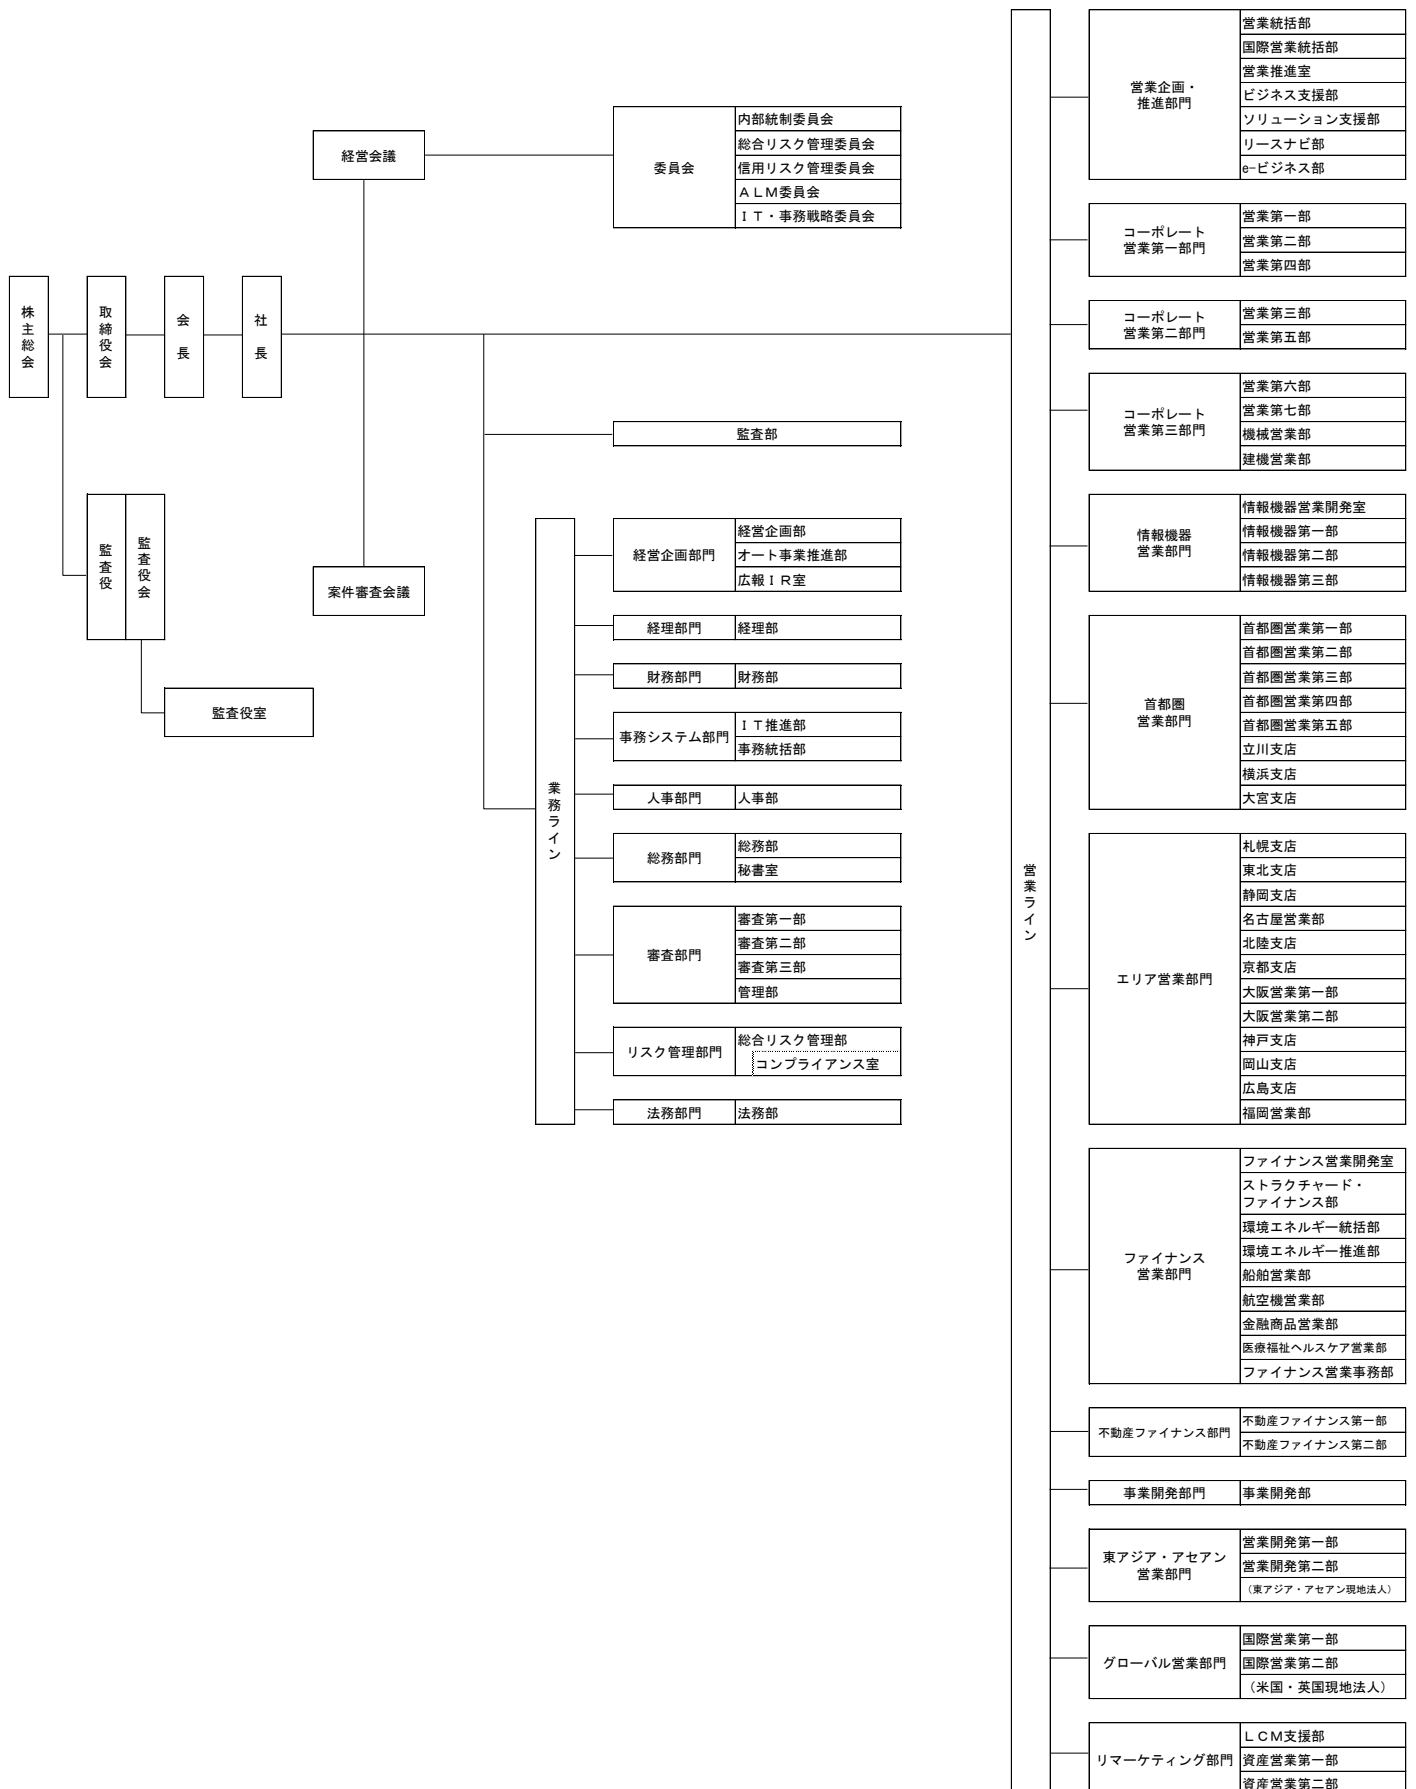 株主総会
取締役会
会長
社長
監査役
監査役会
監査役室
経営会議
案件審査会議
委員会
内部統制委員会
総合リスク管理委員会
信用リスク管理委員会
ＡＬＭ委員会
ＩＴ・事務戦略委員会
監査部
業務ライン
経営企画部門
経営企画部
オート事業推進部
広報ＩＲ室
経理部門
経理部
財務部門
財務部
事務システム部門
ＩＴ推進部
事務統括部
人事部門
人事部
総務部門
総務部
秘書室
審査部門
審査第一部
審査第二部
審査第三部
管理部
リスク管理部門
総合リスク管理部
コンプライアンス室
法務部門
法務部
営業ライン
営業企画・
推進部門
営業統括部
国際営業統括部
営業推進室
ビジネス支援部
ソリューション支援部
リースナビ部
e-ビジネス部
コーポレート
営業第一部門
営業第一部
営業第二部
営業第四部
コーポレート
営業第二部門
営業第三部
営業第五部
コーポレート
営業第三部門
営業第六部
営業第七部
機械営業部
建機営業部
情報機器
営業部門
情報機器営業開発室
情報機器第一部
情報機器第二部
情報機器第三部
首都圏
営業部門
首都圏営業第一部
首都圏営業第二部
首都圏営業第三部
首都圏営業第四部
首都圏営業第五部
立川支店
横浜支店
大宮支店
エリア営業部門
札幌支店
東北支店
静岡支店
名古屋営業部
北陸支店
京都支店
大阪営業第一部
大阪営業第二部
神戸支店
岡山支店
広島支店
福岡営業部
ファイナンス
営業部門
ファイナンス営業開発室
ストラクチャード・
ファイナンス部
環境エネルギー統括部
環境エネルギー推進部
船舶営業部
航空機営業部
金融商品営業部
医療福祉ヘルスケア営業部
ファイナンス営業事務部
不動産ファイナンス部門
不動産ファイナンス第一部
不動産ファイナンス第二部
事業開発部門
事業開発部
東アジア・アセアン
営業部門
営業開発第一部
営業開発第二部
（東アジア・アセアン現地法人）
グローバル営業部門
国際営業第一部
国際営業第二部
（米国・英国現地法人）
リマーケティング部門
ＬＣＭ支援部
資産営業第一部
資産営業第二部